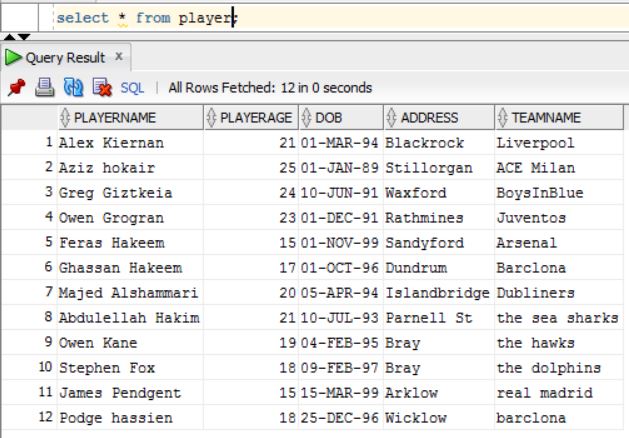 select * from player;
Query Result x
SQL | All Rows Fetched: 12 in 0 seconds
PLAYERNAME PLAYERAGE DOB ADDRESS TEAMNAME
1 Alex Kiernan 21 01-MAR-94 Blackrock Liverpool
2 Aziz hokair 25 01-JAN-89 Stillorgan ACE Milan
3 Greg Giztkeia 24 10-JUN-91 Waxford BoysInBlue
4 Owen Grogran 23 01-DEC-91 Rathmines Juventos
5 Feras Hakeem 15 01-NOV-99 Sandyford Arsenal
6 Ghassan Hakeem 17 01-OCT-96 Dundrum Barclona
7 Majed Alshammari 20 05-APR-94 Islandbridge Dubliners
8 Abdulellah Hakim 21 10-JUL-93 Parnell St the sea sharks
9 Owen Kane 19 04-FEB-95 Bray the hawks
10 Stephen Fox 18 09-FEB-97 Bray the dolphins
11 James Pendgent 15 15-MAR-99 Arklow real madrid
12 Podge hassien 18 25-DEC-96 Wicklow barclona